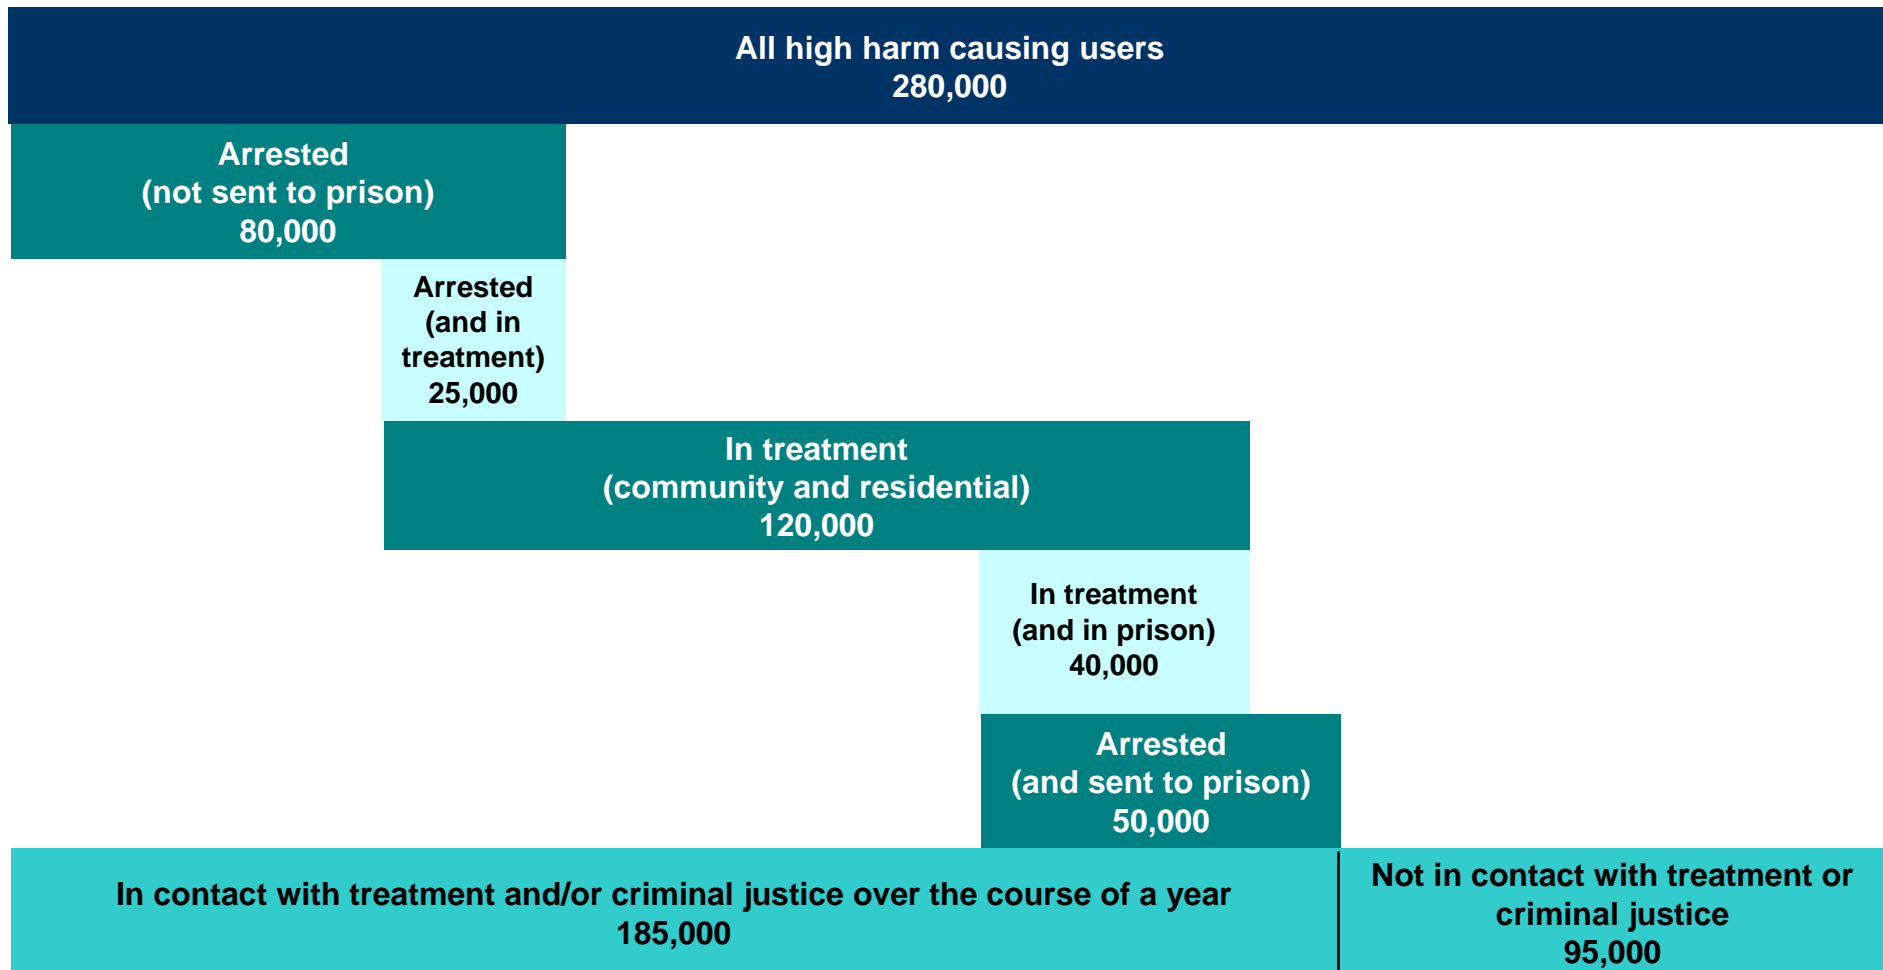 All high harm causing users
280,000
Arrested
(not sent to prison)
80,000
Arrested
(and in
treatment)
25,000
In treatment
(community and residential)
120,000
In treatment
(and in prison)
40,000
Arrested
(and sent to prison)
50,000
In contact with treatment and/or criminal justice over the course of a year
185,000
Not in contact with treatment or
criminal justice
95,000